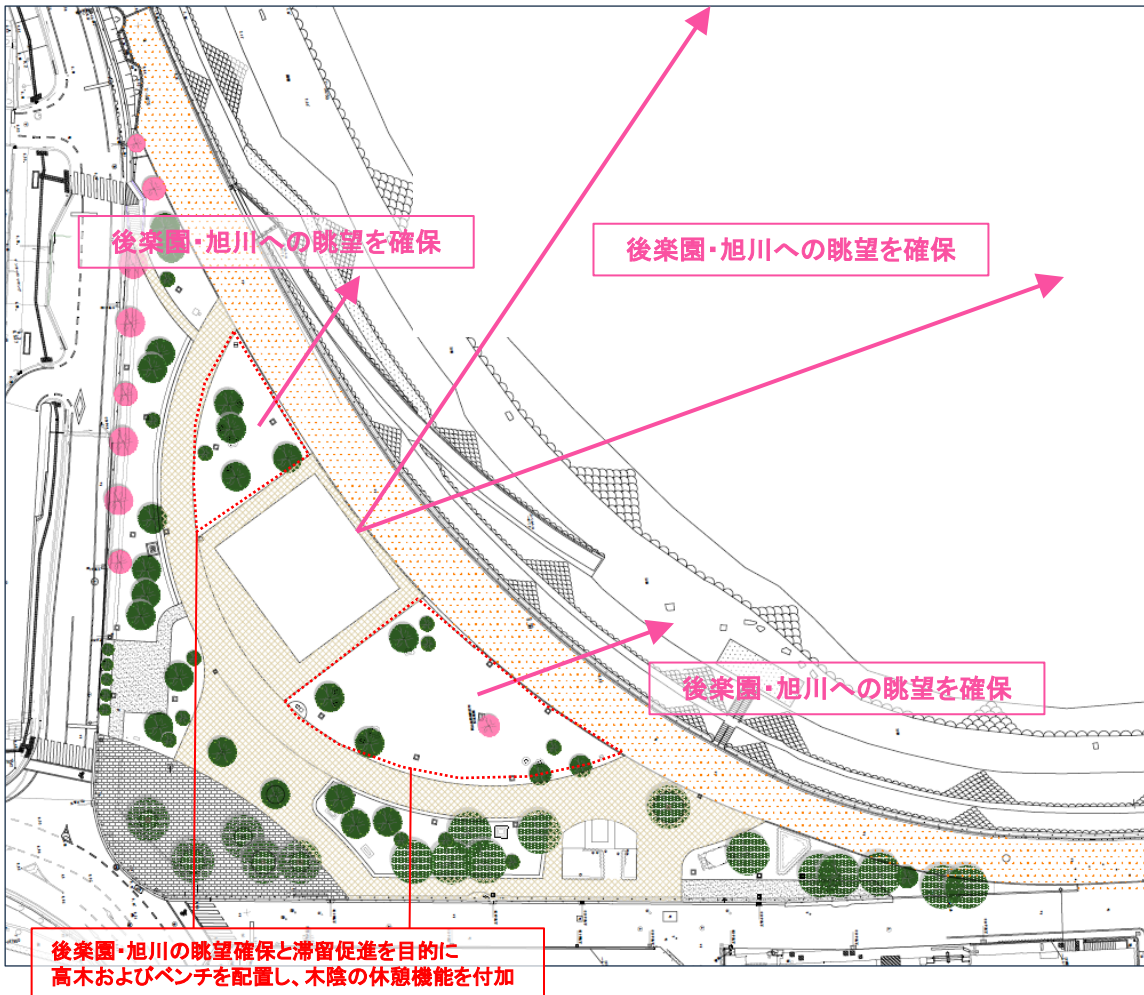 後楽園・旭川への眺望を確保
後楽園・旭川への眺望を確保
後楽園・旭川への眺望を確保
後楽園・旭川の眺望確保と滞留促進を目的に
高木およびベンチを配置し、木陰の休憩機能を付加